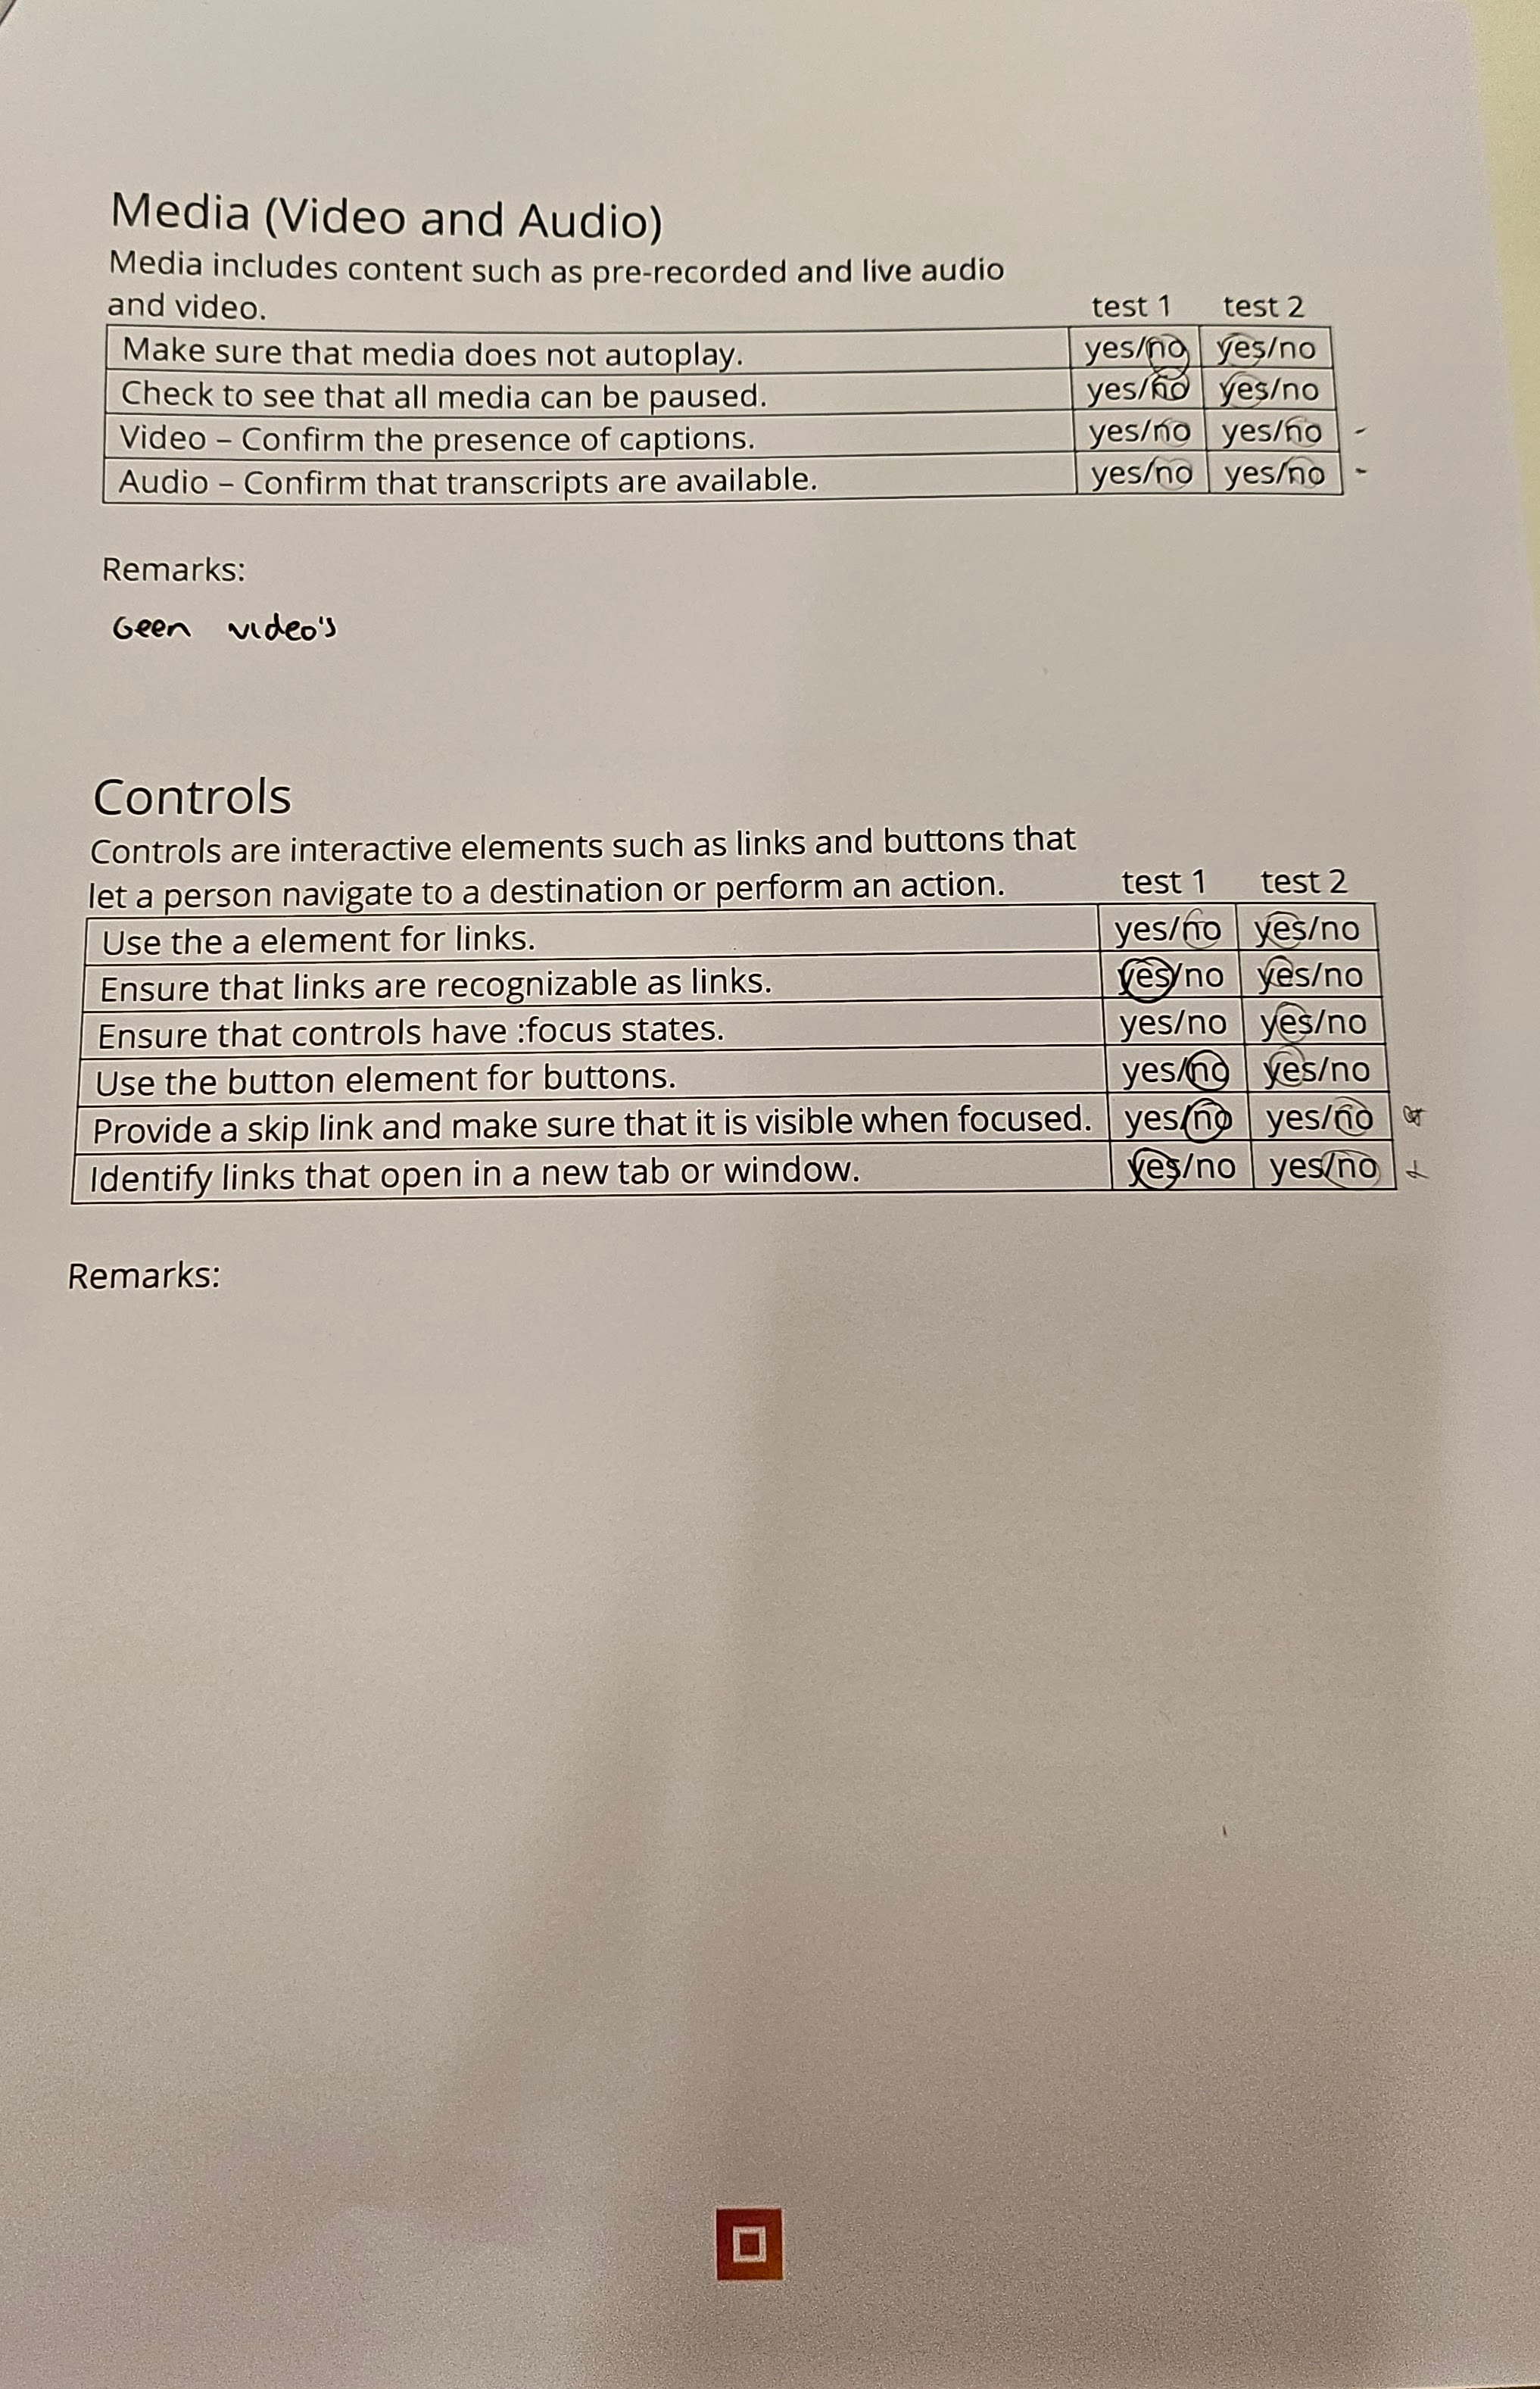 Media (Video and Audio)
Media includes content such as pre-recorded and live audio
and video. test 1 test 2
Make sure that media does not autoplay. yes/no yes/no
Check to see that all media can be paused. yes/no yes/no
Video – Confirm the presence of captions. yes/no yes/no -
Audio – Confirm that transcripts are available. yes/no yes/no -
Remarks:
Geen video's
Controls
Controls are interactive elements such as links and buttons that
let a person navigate to a destination or perform an action. test 1 test 2
Use the a element for links. yes/no yes/no
Ensure that links are recognizable as links. yes/no yes/no
Ensure that controls have :focus states. yes/no yes/no
Use the button element for buttons. yes/no yes/no
Provide a skip link and make sure that it is visible when focused. yes/no yes/no
Identify links that open in a new tab or window. yes/no yes/no
Remarks: